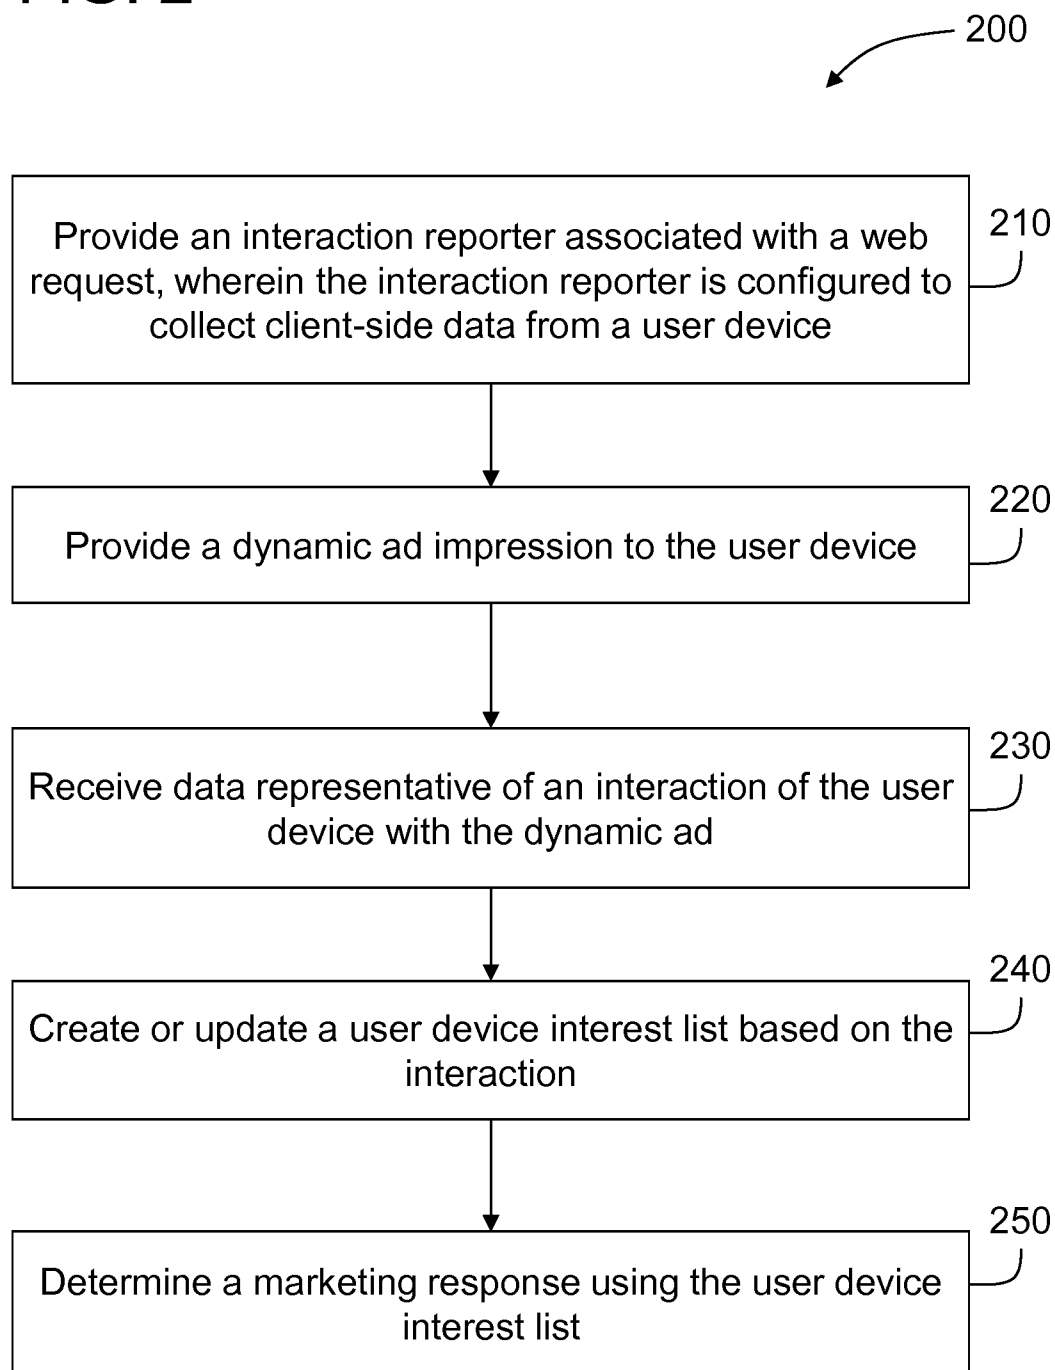 200
210
Provide an interaction reporter associated with a web
request, wherein the interaction reporter is configured to
collect client-side data from a user device
220
Provide a dynamic ad impression to the user device
230
Receive data representative of an interaction of the user
device with the dynamic ad
240
Create or update a user device interest list based on the
interaction
250
Determine a marketing response using the user device
interest list